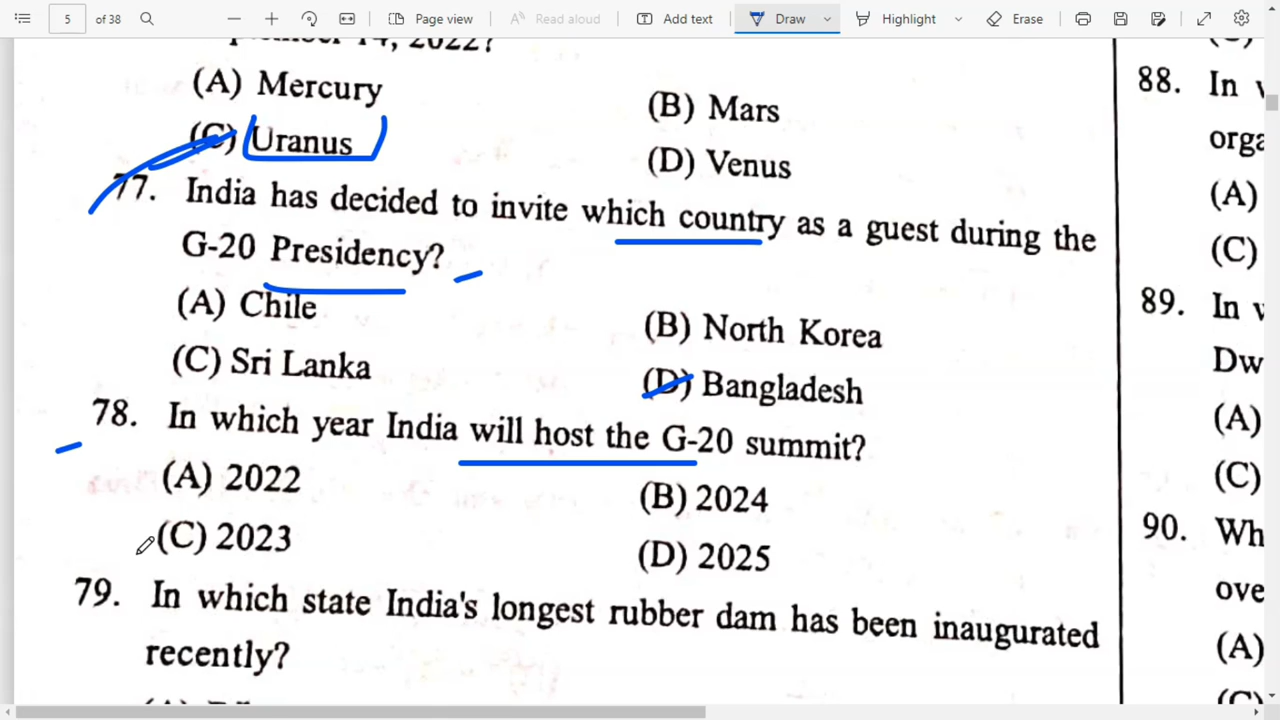 5 of 38 Page view Read aloud Add text Draw Highlight Erase
14, 2022?
(A) Mercury
(B) Mars
(C) Uranus
(D) Venus
77. India has decided to invite which country as a guest during the
G-20 Presidency?
(A) Chile
(B) North Korea
(C) Sri Lanka
(D) Bangladesh
78. In which year India will host the G-20 summit?
(A) 2022
(B) 2024
(C) 2023
(D) 2025
79. In which state India's longest rubber dam has been inaugurated
recently?
88. In
orga
(A)
(C)
89. In
Dw
(A)
(C)
90. Wh
ove
(A)